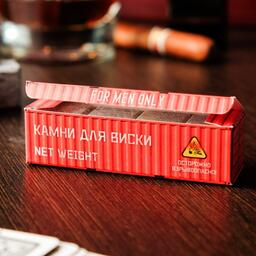 FOR MEN ONLY
КАМНИ ДЛЯ ВИСКИ
NET WEIGHT
ОСТОРОЖНО
ВЗРЫВООПАСНО